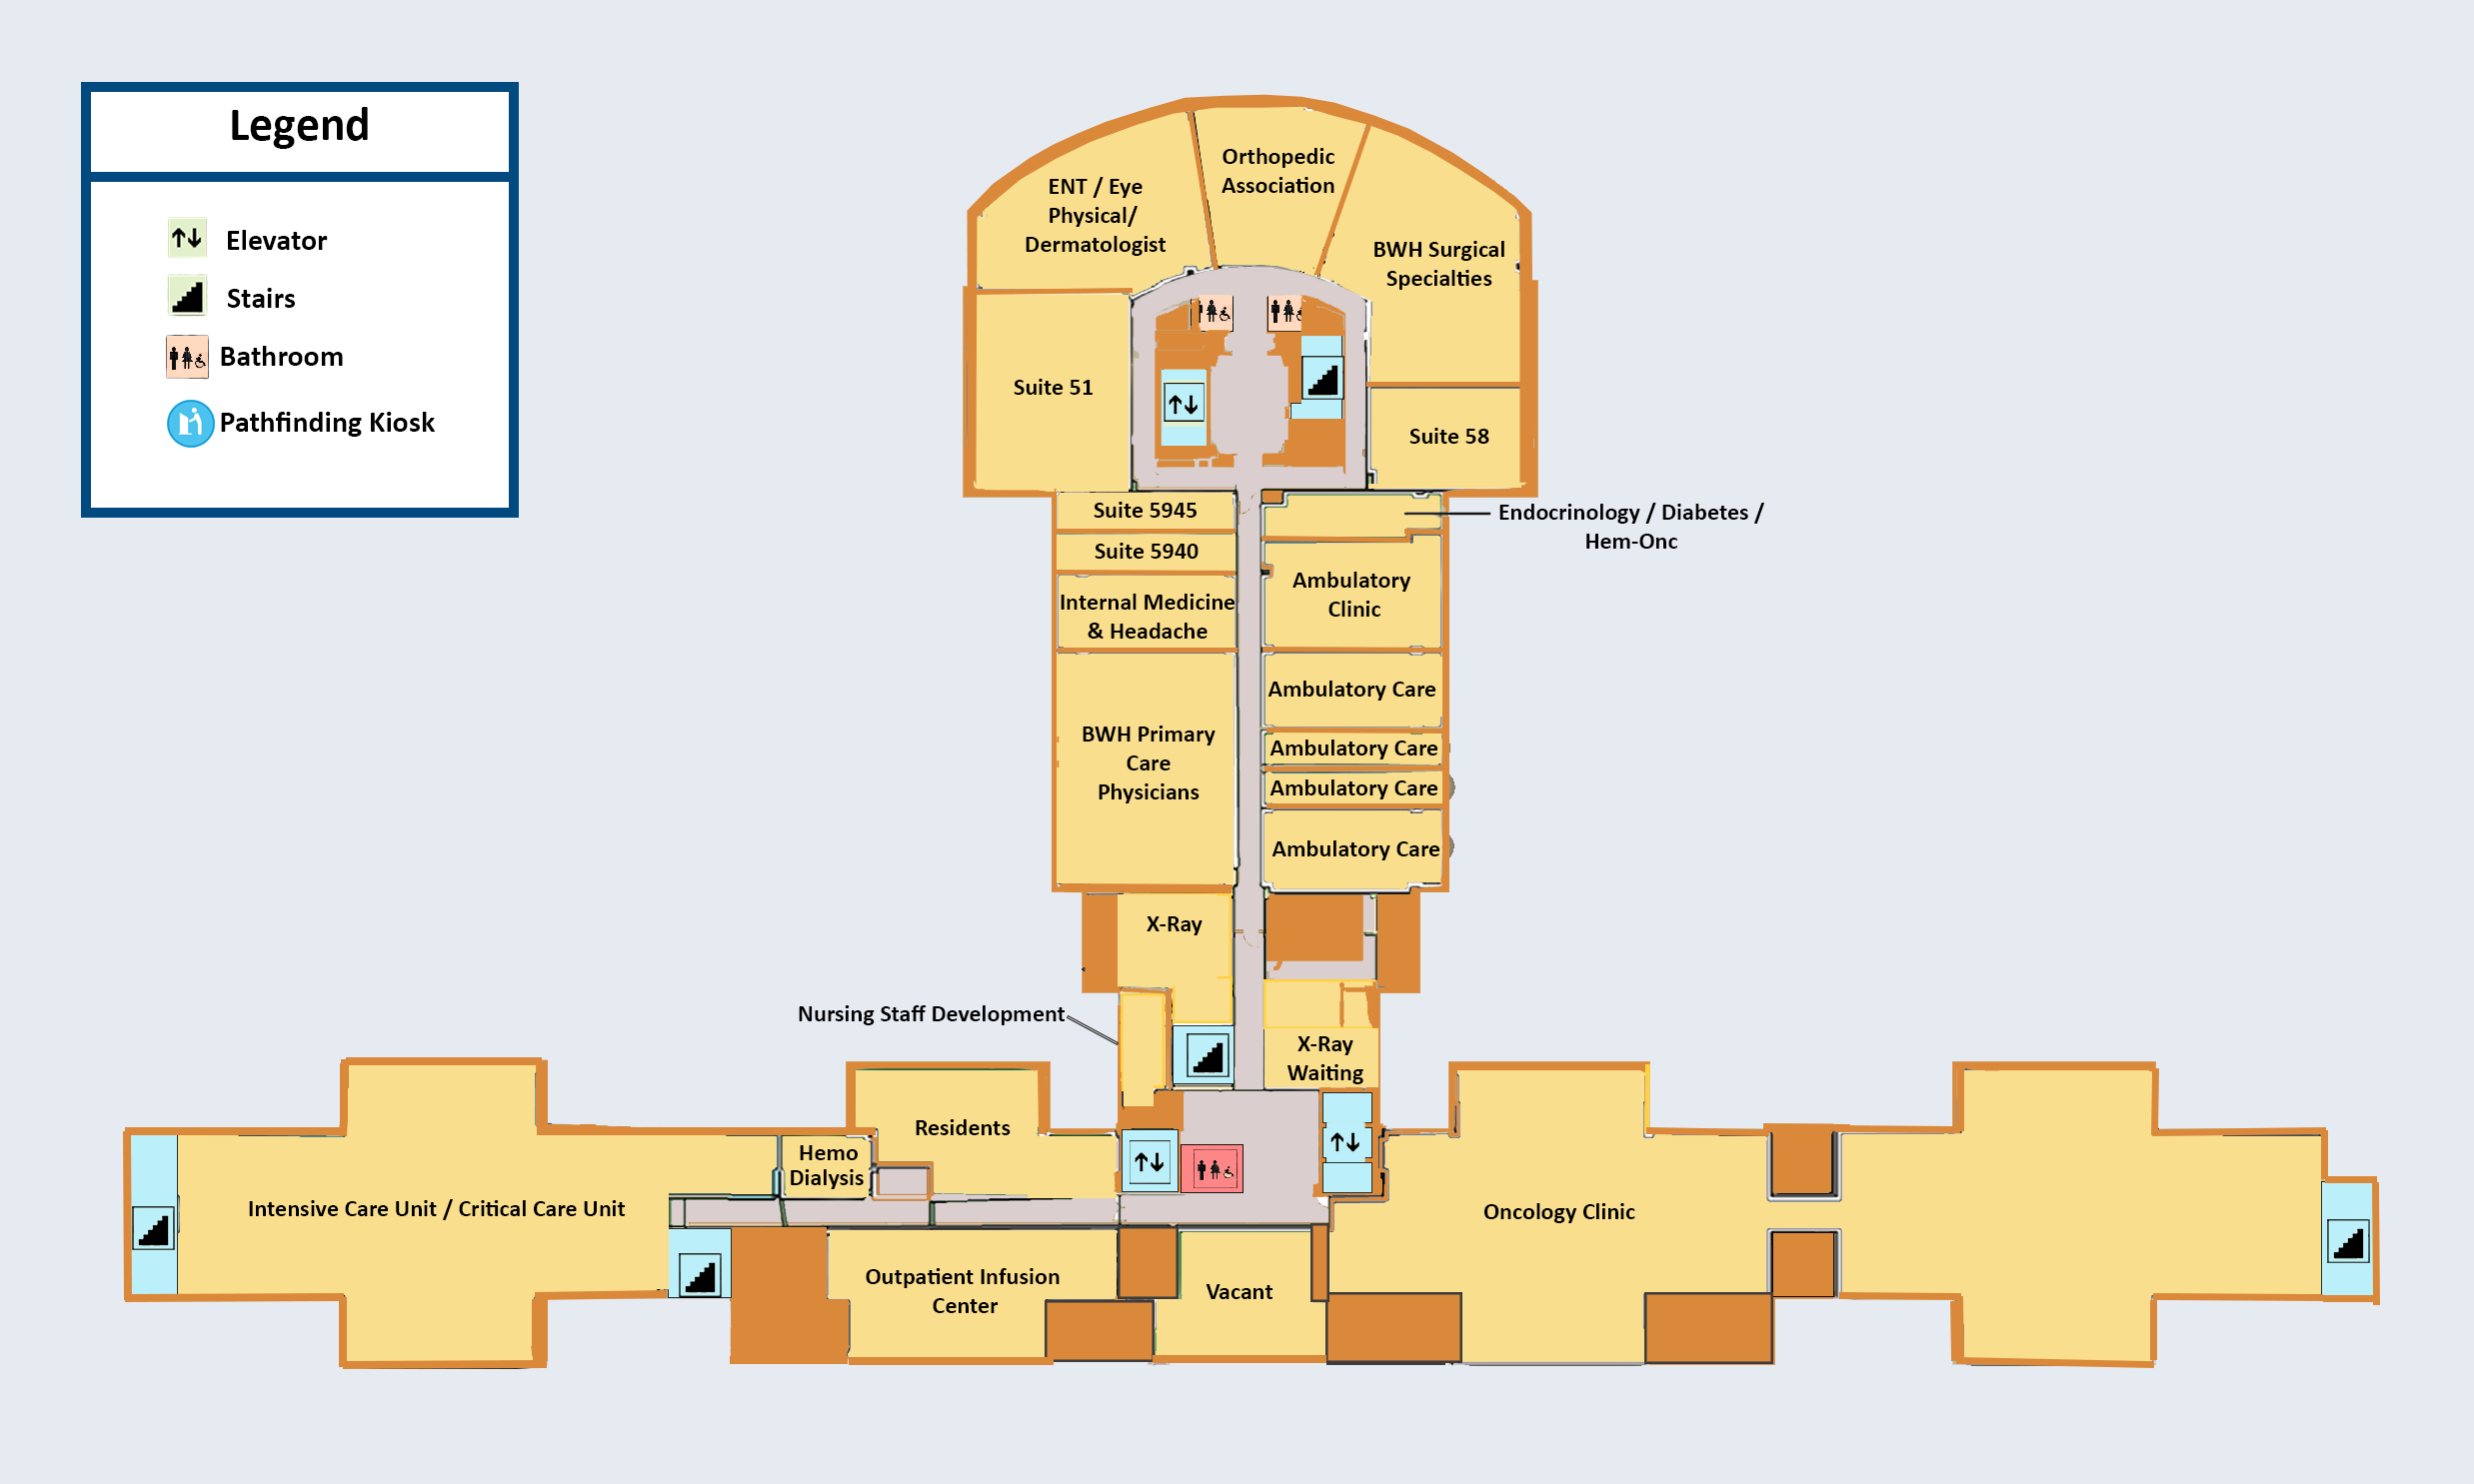 Legend
Elevator
Stairs
Bathroom
Pathfinding Kiosk
Orthopedic
Association
ENT / Eye
Physical/
Dermatologist
BWH Surgical
Specialties
Suite 51
Suite 58
Suite 5945
Endocrinology / Diabetes /
Hem-Onc
Suite 5940
Ambulatory
Clinic
Internal Medicine
& Headache
Ambulatory Care
BWH Primary
Care
Physicians
Ambulatory Care
Ambulatory Care
Ambulatory Care
X-Ray
Nursing Staff Development
X-Ray
Waiting
Residents
Hemo
Dialysis
Intensive Care Unit / Critical Care Unit
Oncology Clinic
Outpatient Infusion
Center
Vacant